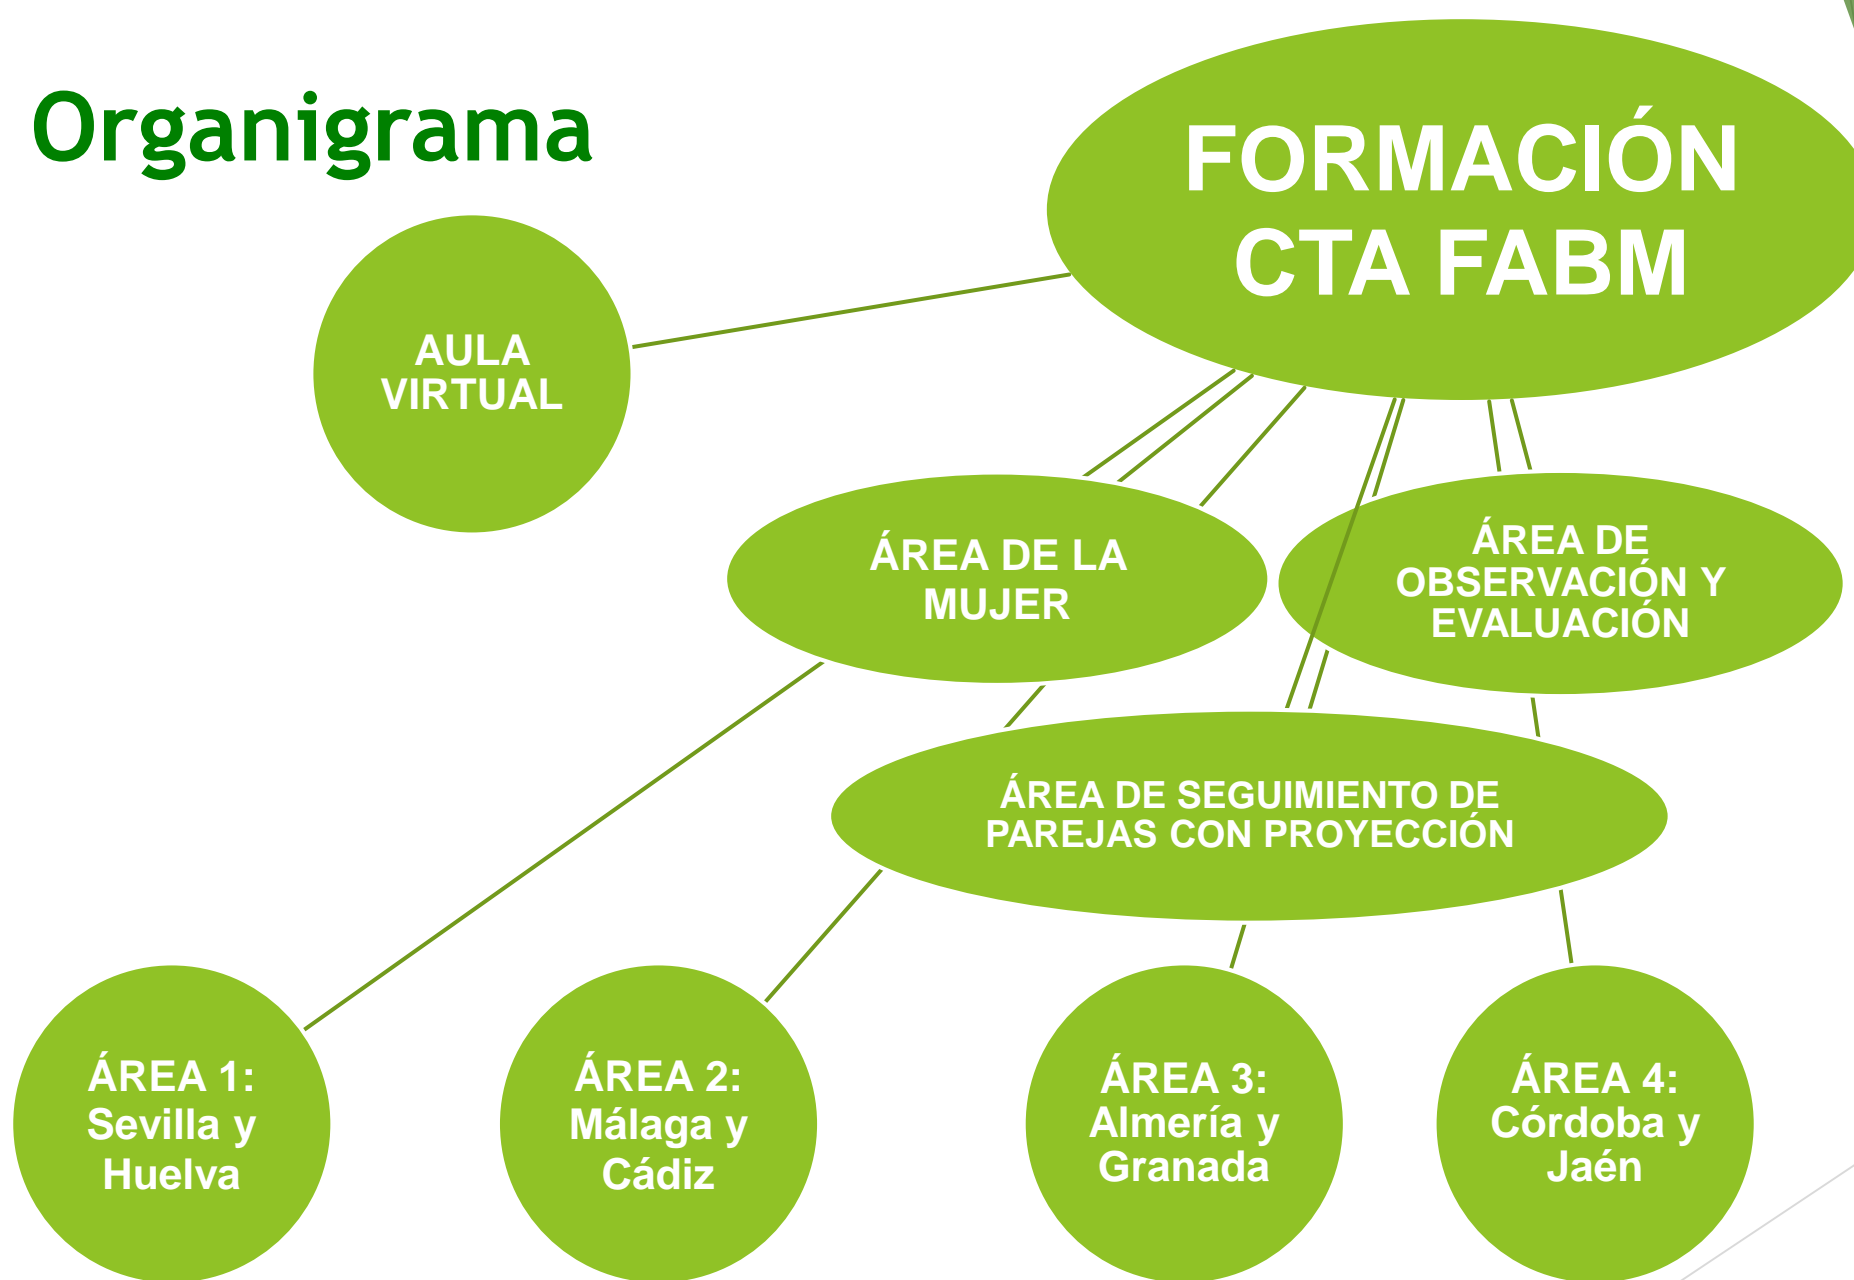 Organigrama
FORMACIÓN
CTA FABM
AULA
VIRTUAL
ÁREA DE LA
MUJER
ÁREA DE
OBSERVACIÓN Y
EVALUACIÓN
ÁREA DE SEGUIMIENTO DE
PAREJAS CON PROYECCIÓN
ÁREA 1:
Sevilla y
Huelva
ÁREA 2:
Málaga y
Cádiz
ÁREA 3:
Almería y
Granada
ÁREA 4:
Córdoba y
Jaén